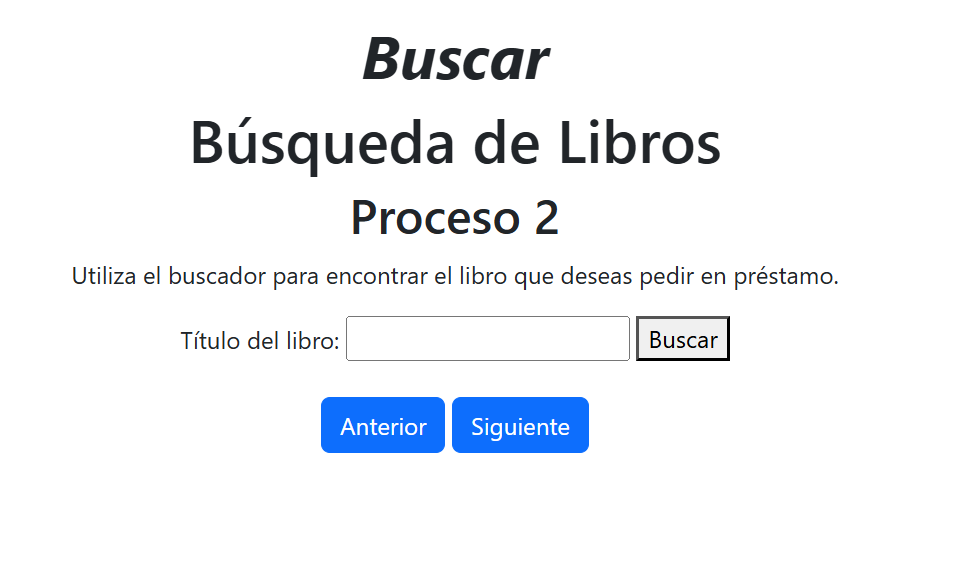 Buscar
Búsqueda de Libros
Proceso 2
Utiliza el buscador para encontrar el libro que deseas pedir en préstamo.
Título del libro: Buscar
Anterior Siguiente